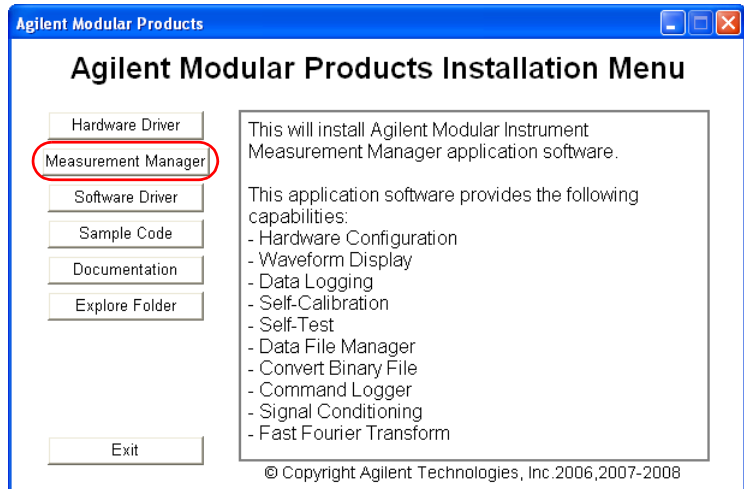 Agilent Modular Products
Agilent Modular Products Installation Menu
Hardware Driver
Measurement Manager
Software Driver
Sample Code
Documentation
Explore Folder
Exit
This will install Agilent Modular Instrument
Measurement Manager application software.
This application software provides the following
capabilities:
- Hardware Configuration
- Waveform Display
- Data Logging
- Self-Calibration
- Self-Test
- Data File Manager
- Convert Binary File
- Command Logger
- Signal Conditioning
- Fast Fourier Transform
© Copyright Agilent Technologies, Inc.2006,2007-2008